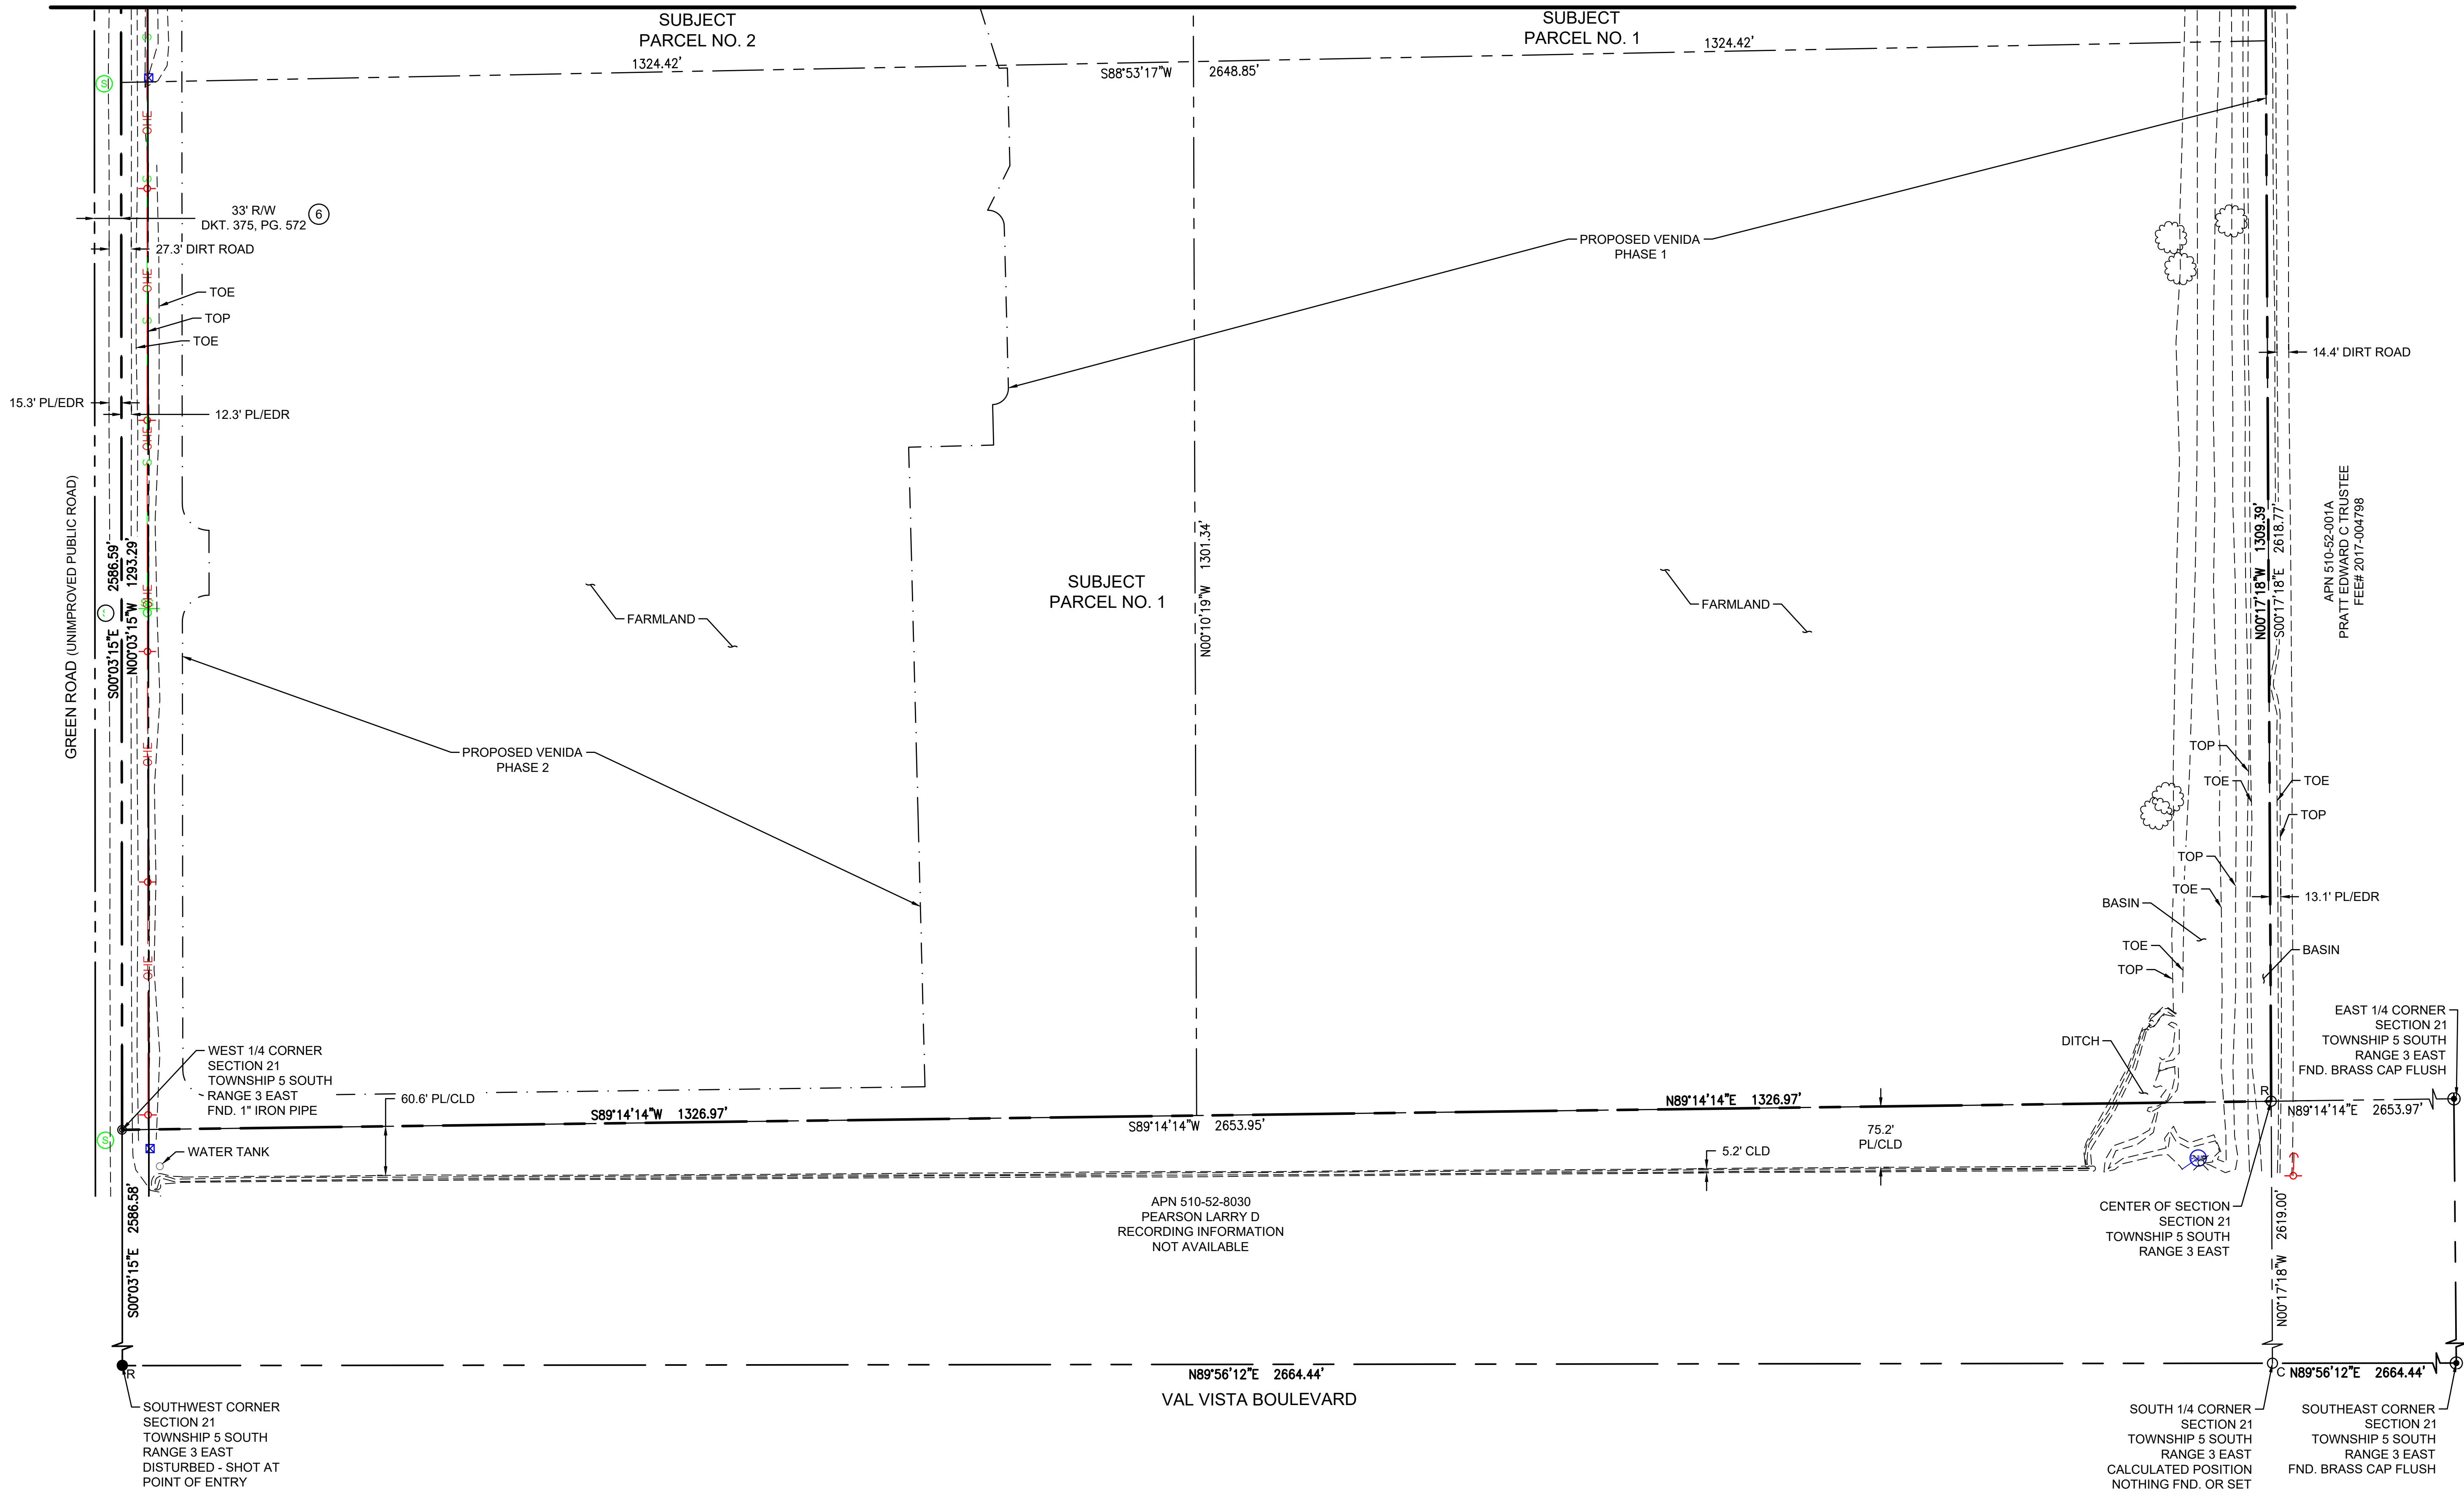 SUBJECT
PARCEL NO. 2
SUBJECT
PARCEL NO. 1
1324.42'
1324.42'
S88°53'17"W 2648.85'
S
S
OHE
S
33' R/W
DKT. 375, PG. 572
6
27.3' DIRT ROAD
PROPOSED VENIDA
PHASE 1
OHE
TOE
TOP
S
TOE
14.4' DIRT ROAD
15.3' PL/EDR
12.3' PL/EDR
OHE
S
GREEN ROAD (UNIMPROVED PUBLIC ROAD)
S00°03'15"E 2586.59'
N00°03'15"W 1293.29'
OHE
FARMLAND
SUBJECT
PARCEL NO. 1
N00°10'19"W 1301.34'
FARMLAND
N00°17'18"W 1309.39'
S00°17'18"E 2618.77'
APN 510-52-001A
PRATT EDWARD C TRUSTEE
FEE# 2017-004798
PROPOSED VENIDA
PHASE 2
OHE
TOP
TOE
TOE
TOP
TOP
TOE
BASIN
13.1' PL/EDR
TOE
BASIN
TOP
OHE
WEST 1/4 CORNER
SECTION 21
TOWNSHIP 5 SOUTH
RANGE 3 EAST
FND. 1" IRON PIPE
60.6' PL/CLD
S89°14'14"W 1326.97'
S89°14'14"W 2653.95'
N89°14'14"E 1326.97'
DITCH
EAST 1/4 CORNER
SECTION 21
TOWNSHIP 5 SOUTH
RANGE 3 EAST
FND. BRASS CAP FLUSH
R
N89°14'14"E 2653.97'
S
WATER TANK
75.2'
PL/CLD
5.2' CLD
APN 510-52-8030
PEARSON LARRY D
RECORDING INFORMATION
NOT AVAILABLE
CENTER OF SECTION
SECTION 21
TOWNSHIP 5 SOUTH
RANGE 3 EAST
S00°03'15"E 2586.58'
N00°17'18"W 2619.00'
R
N89°56'12"E 2664.44'
VAL VISTA BOULEVARD
C
N89°56'12"E 2664.44'
SOUTHWEST CORNER
SECTION 21
TOWNSHIP 5 SOUTH
RANGE 3 EAST
DISTURBED - SHOT AT
POINT OF ENTRY
SOUTH 1/4 CORNER
SECTION 21
TOWNSHIP 5 SOUTH
RANGE 3 EAST
CALCULATED POSITION
NOTHING FND. OR SET
SOUTHEAST CORNER
SECTION 21
TOWNSHIP 5 SOUTH
RANGE 3 EAST
FND. BRASS CAP FLUSH